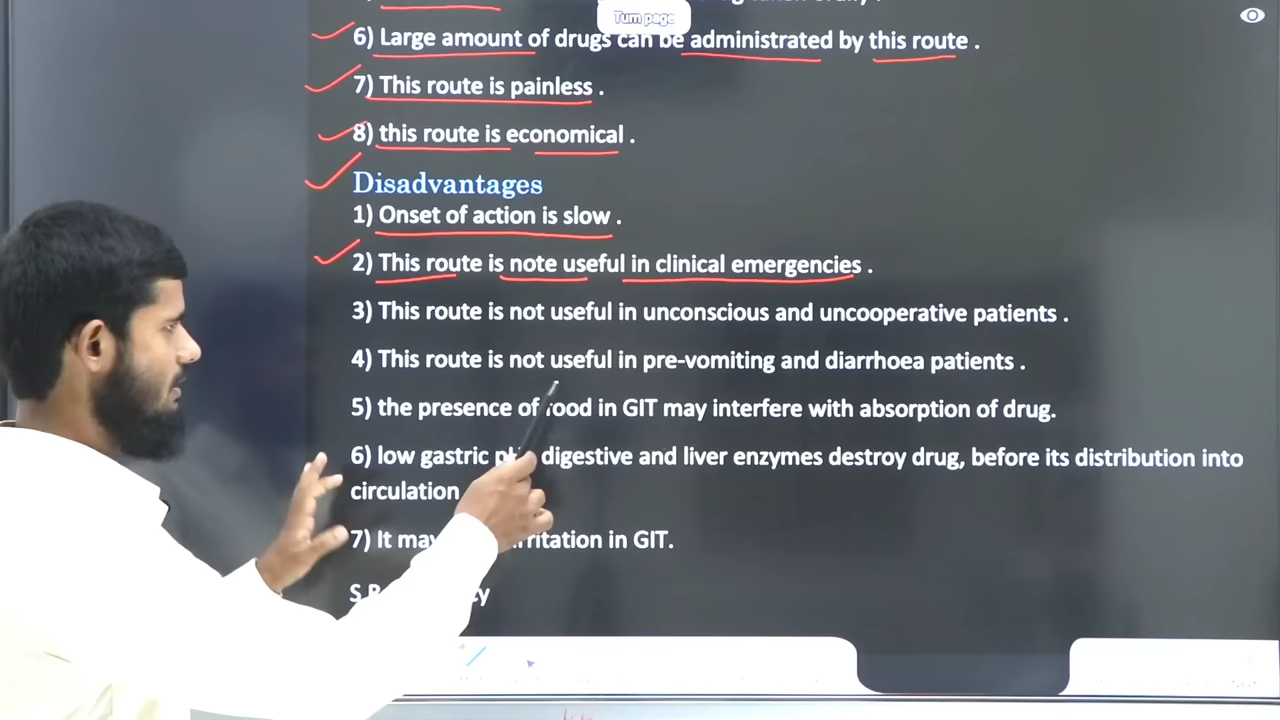 Turn page
6) Large amount of drugs can be administrated by this route .
7) This route is painless .
8) this route is economical .
Disadvantages
1) Onset of action is slow .
2) This route is note useful in clinical emergencies .
3) This route is not useful in unconscious and uncooperative patients .
4) This route is not useful in pre-vomiting and diarrhoea patients .
5) the presence of food in GIT may interfere with absorption of drug.
6) low gastric digestive and liver enzymes destroy drug, before its distribution into
circulation
7) It may irritation in GIT.